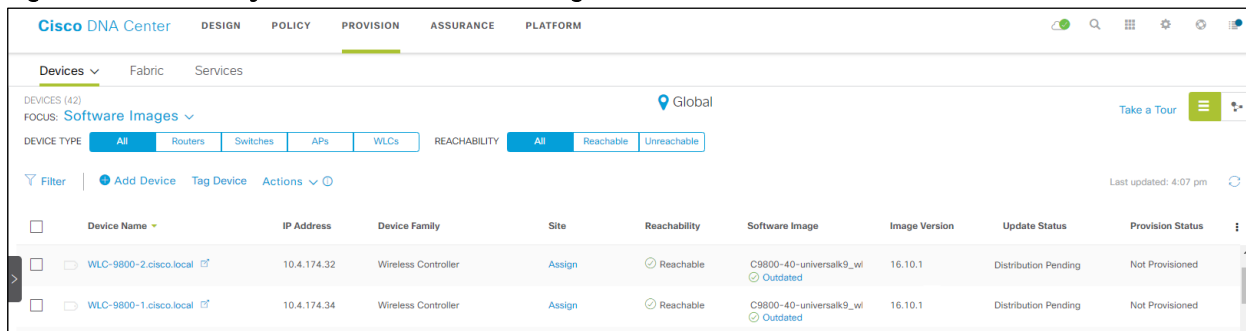 Cisco DNA Center DESIGN POLICY PROVISION ASSURANCE PLATFORM
Devices Fabric Services
DEVICES (42)
FOCUS: Software Images
Global
Take a Tour
DEVICE TYPE All Routers Switches APs WLCs REACHABILITY All Reachable Unreachable
Filter Add Device Tag Device Actions Last updated: 4:07 pm
Device Name IP Address Device Family Site Reachability Software Image Image Version Update Status Provision Status
WLC-9800-2.cisco.local 10.4.174.32 Wireless Controller Assign Reachable C9800-40-universalk9_wl 16.10.1 Distribution Pending Not Provisioned
Outdated
WLC-9800-1.cisco.local 10.4.174.34 Wireless Controller Assign Reachable C9800-40-universalk9_wl 16.10.1 Distribution Pending Not Provisioned
Outdated